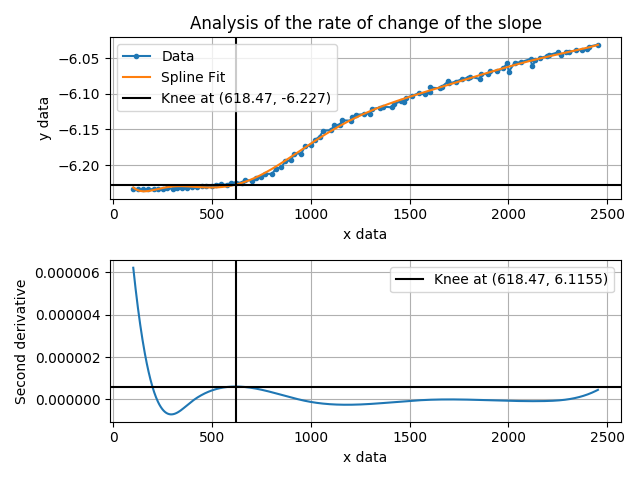 Analysis of the rate of change of the slope
Data
Spline Fit
Knee at (618.47, -6.227)
y data
−6.05
−6.10
−6.15
−6.20
0
500
1000
1500
2000
2500
x data
Knee at (618.47, 6.1155)
Second derivative
0.000006
0.000004
0.000002
0.000000
0
500
1000
1500
2000
2500
x data